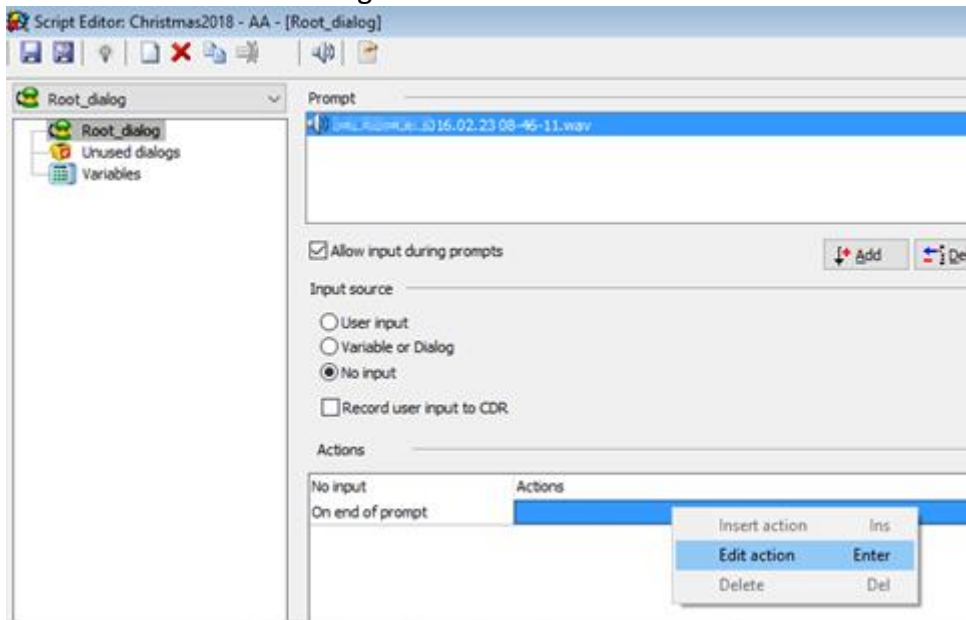 Script Editor: Christmas2018 - AA - [Root_dialog]
Root_dialog
Root_dialog
Unused dialogs
Variables
Prompt
016.02.23 08-46-11.wav
Allow input during prompts
Add
De
Input source
User input
Variable or Dialog
No input
Record user input to CDR
Actions
No input Actions
On end of prompt
Insert action Ins
Edit action Enter
Delete Del